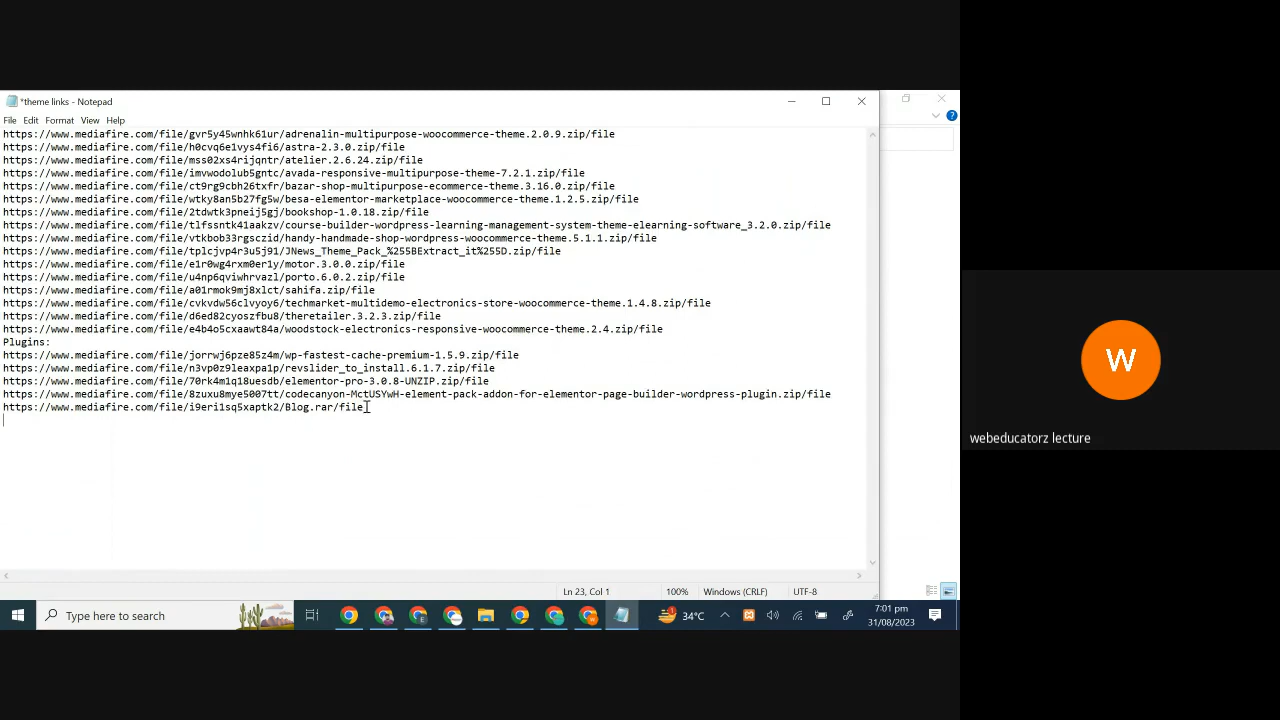 *theme links - Notepad
File Edit Format View Help
https://www.mediafire.com/file/gvr5y45wnhk61ur/adrenalin-multipurpose-woocommerce-theme.2.0.9.zip/file
https://www.mediafire.com/file/h0cvq6e1vys4fi6/astra-2.3.0.zip/file
https://www.mediafire.com/file/mss02xs4rijqntr/atelier.2.6.24.zip/file
https://www.mediafire.com/file/imvwodolub5gntc/avada-responsive-multipurpose-theme-7.2.1.zip/file
https://www.mediafire.com/file/ct9rg9cbh26txfr/bazar-shop-multipurpose-ecommerce-theme.3.16.0.zip/file
https://www.mediafire.com/file/wtky8an5b27fg5w/besa-elementor-marketplace-woocommerce-theme.1.2.5.zip/file
https://www.mediafire.com/file/2tdwtk3pneij5gj/bookshop-1.0.18.zip/file
https://www.mediafire.com/file/tlfssntk41aakzv/course-builder-wordpress-learning-management-system-theme-elearning-software_3.2.0.zip/file
https://www.mediafire.com/file/vtkbob33rgsczid/handy-handmade-shop-wordpress-woocommerce-theme.5.1.1.zip/file
https://www.mediafire.com/file/tplcjvp4r3u5j91/JNews_Theme_Pack_%255BExtract_it%255D.zip/file
https://www.mediafire.com/file/e1r0wg4rxm0er1y/motor.3.0.0.zip/file
https://www.mediafire.com/file/u4np6qviwhrvazl/porto.6.0.2.zip/file
https://www.mediafire.com/file/a01rmok9mj8xlct/sahifa.zip/file
https://www.mediafire.com/file/cvkvdw56clvyoy6/techmarket-multidemo-electronics-store-woocommerce-theme.1.4.8.zip/file
https://www.mediafire.com/file/d6ed82cyoszfbu8/theretailer.3.2.3.zip/file
https://www.mediafire.com/file/e4b4o5cxaawt84a/woodstock-electronics-responsive-woocommerce-theme.2.4.zip/file
Plugins:
https://www.mediafire.com/file/jorrwj6pze85z4m/wp-fastest-cache-premium-1.5.9.zip/file
https://www.mediafire.com/file/n3vp0z9leaxpa1p/revslider_to_install.6.1.7.zip/file
https://www.mediafire.com/file/70rk4m1q18uesdb/elementor-pro-3.0.8-UNZIP.zip/file
https://www.mediafire.com/file/8zuxu8mye5007tt/codecanyon-MctUSYwH-element-pack-addon-for-elementor-page-builder-wordpress-plugin.zip/file
https://www.mediafire.com/file/i9eri1sq5xaptk2/Blog.rar/file
Ln 23, Col 1 100% Windows (CRLF) UTF-8
Type here to search
34°C
7:01 pm
31/08/2023
W
webeducatorz lecture